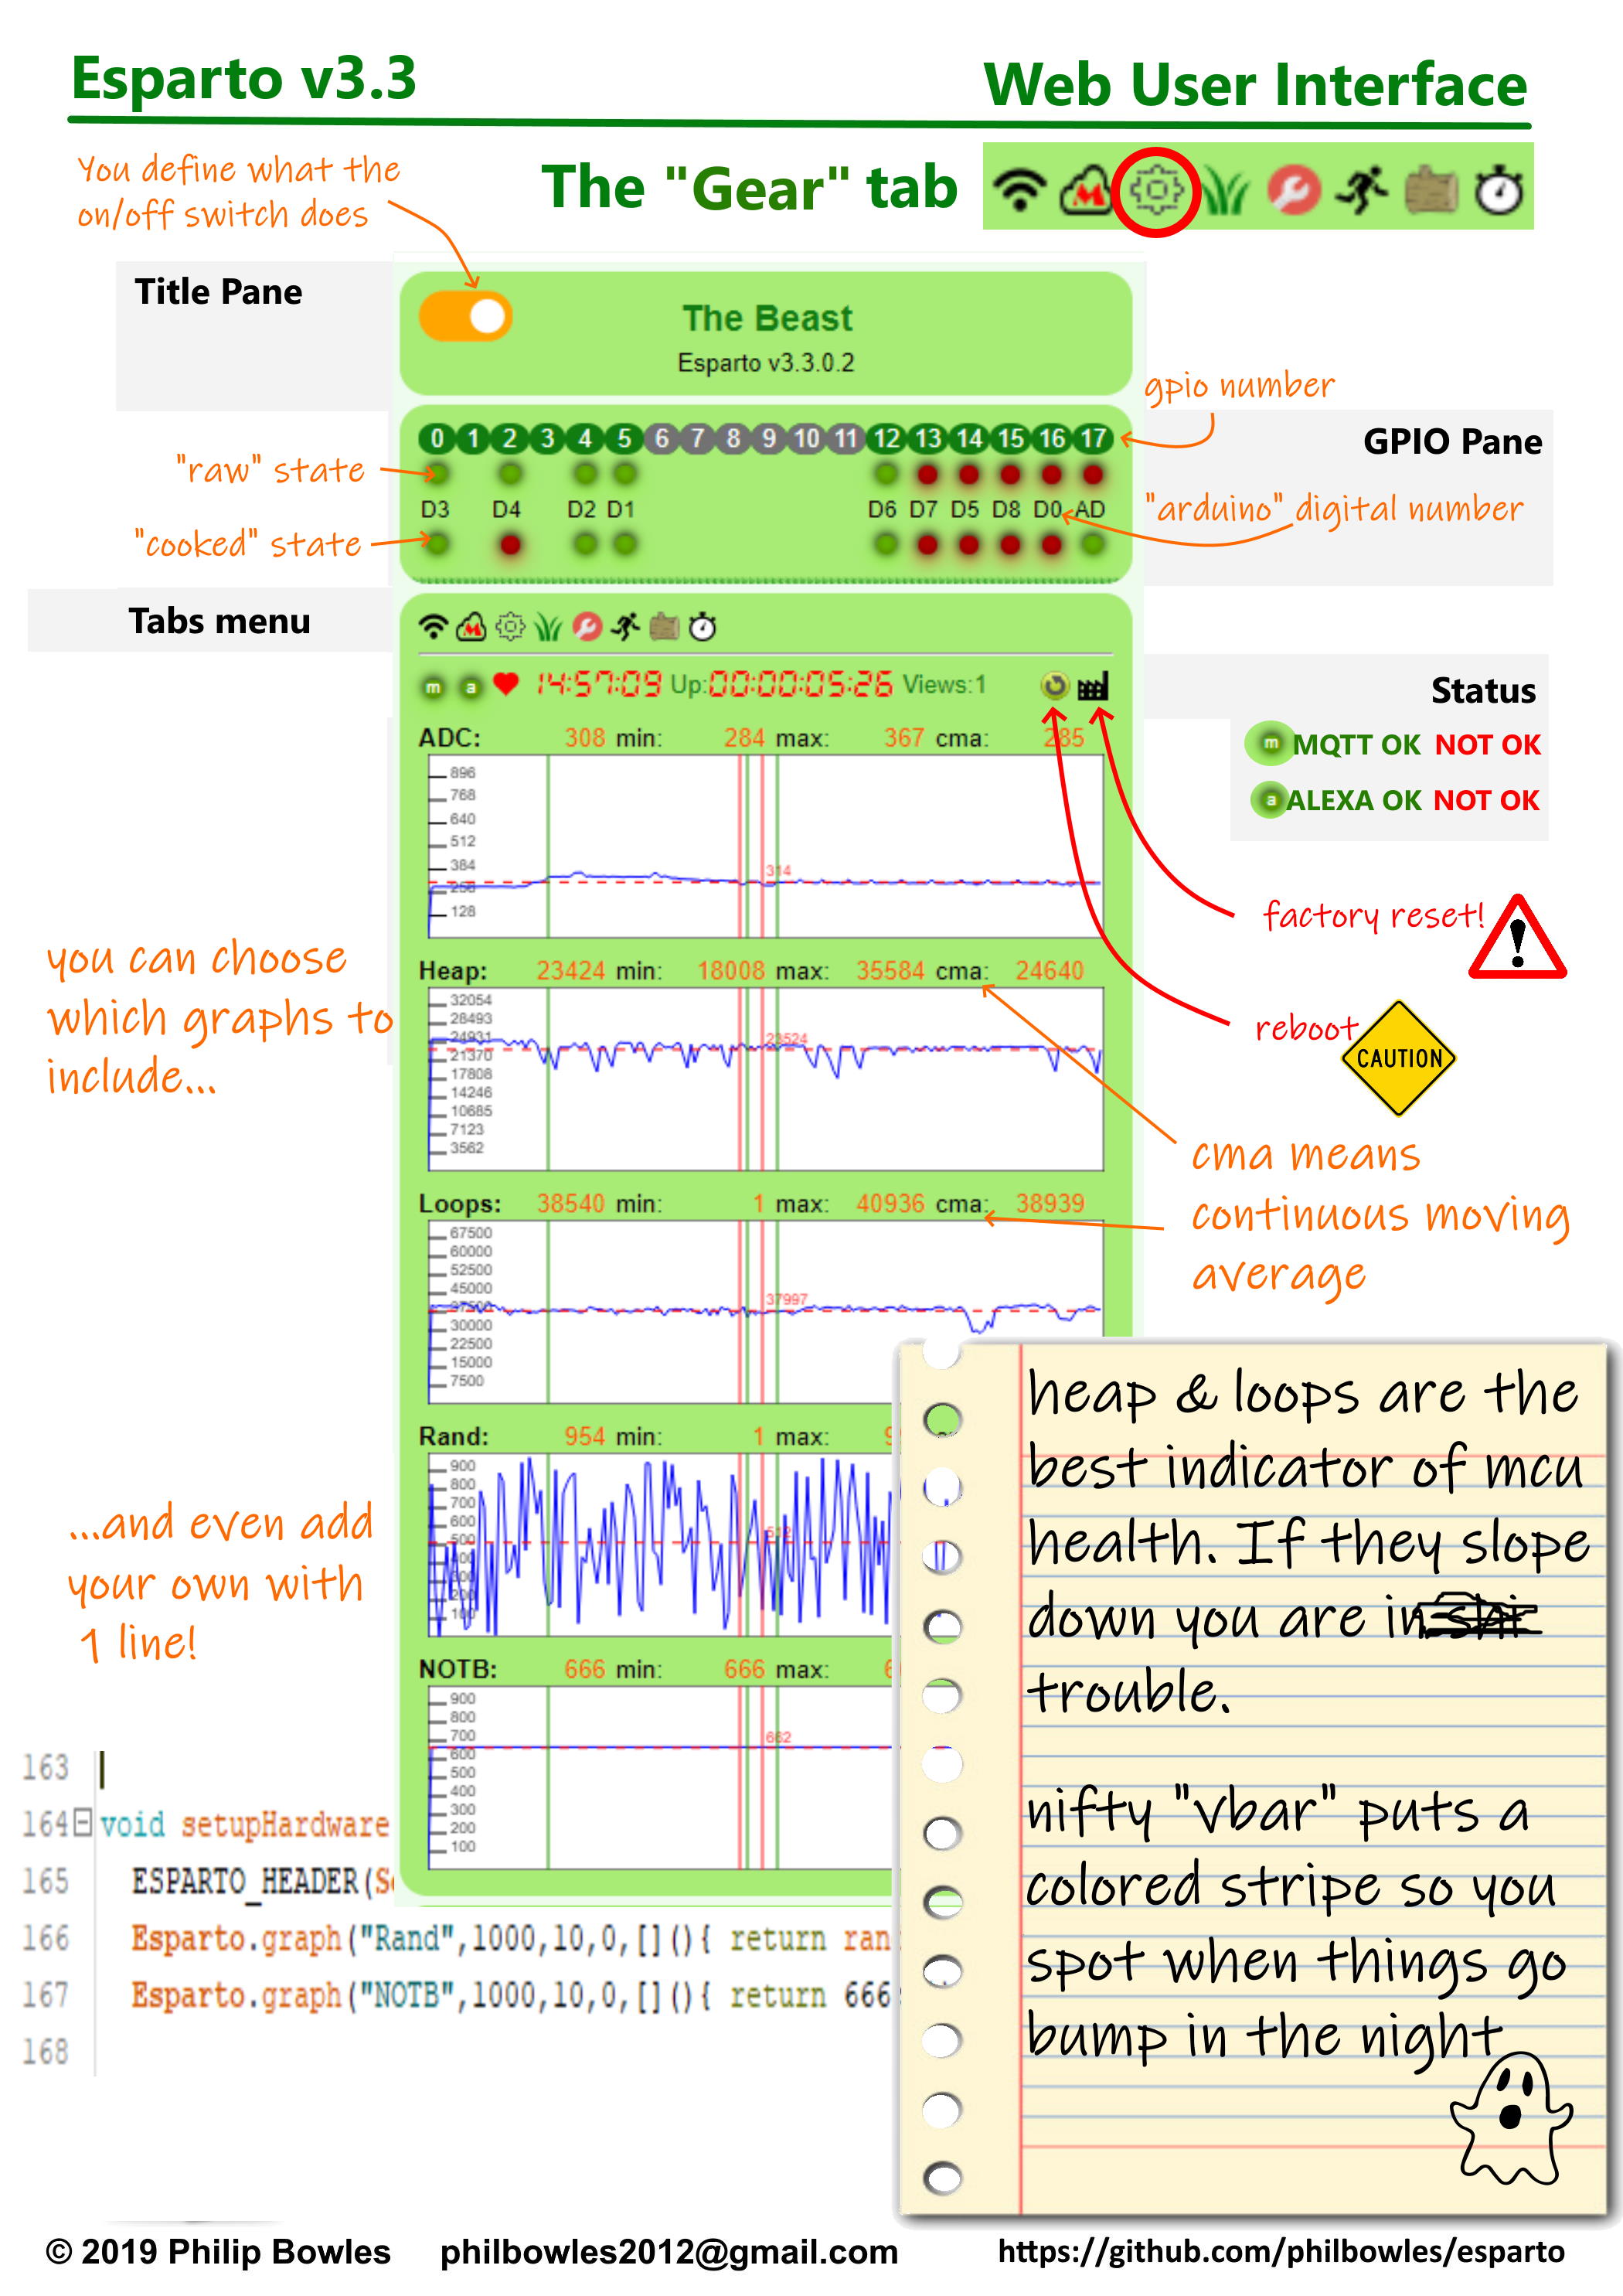 Esparto v3.3
Web User Interface
You define what the
on/off switch does
The "Gear" tab
Title Pane
The Beast
Esparto v3.3.0.2
gpio number
0 1 2 3 4 5 6 7 8 9 10 11 12 13 14 15 16 17
GPIO Pane
"raw" state
D3 D4 D2 D1 D6 D7 D5 D8 D0 AD
"arduino" digital number
"cooked" state
Tabs menu
m a 14:57:09 Up:00:00:05:26 Views:1
Status
m MQTT OK NOT OK
a ALEXA OK NOT OK
ADC: 308 min: 284 max: 367 cma: 285
896
768
640
512
384
314
256
128
factory reset!
you can choose
which graphs to
include...
Heap: 23424 min: 18008 max: 35584 cma: 24640
32054
28493
24931
23524
21370
17808
14246
10685
7123
3562
reboot
CAUTION
cma means
continuous moving
average
Loops: 38540 min: 1 max: 40936 cma: 38939
67500
60000
52500
45000
37997
37500
30000
22500
15000
7500
Rand: 954 min: 1 max: 9
900
800
700
600
512
500
400
300
200
100
...and even add
your own with
1 line!
NOTB: 666 min: 666 max: 6
900
800
700
662
600
500
400
300
200
100
heap & loops are the
best indicator of mcu
health. If they slope
down you are in shi
trouble.
nifty "vbar" puts a
colored stripe so you
spot when things go
bump in the night
163
164 void setupHardware
165 ESPARTO_HEADER(S
166 Esparto.graph("Rand",1000,10,0,[](){ return ran
167 Esparto.graph("NOTB",1000,10,0,[](){ return 666
168
© 2019 Philip Bowles philbowles2012@gmail.com https://github.com/philbowles/esparto